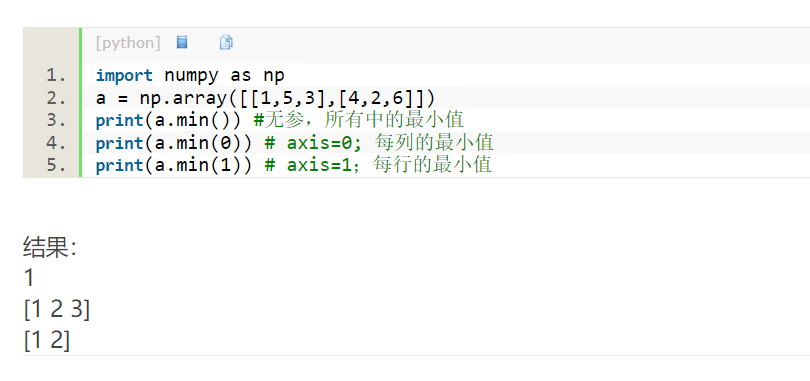 [python]
1. import numpy as np
2. a = np.array([[1,5,3],[4,2,6]])
3. print(a.min()) #无参，所有中的最小值
4. print(a.min(0)) # axis=0; 每列的最小值
5. print(a.min(1)) # axis=1；每行的最小值
结果：
1
[1 2 3]
[1 2]